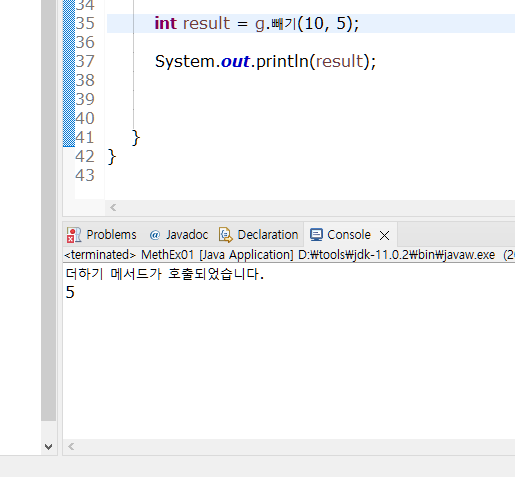 34
35 int result = g.빼기(10, 5);
36
37 System.out.println(result);
38
39
40
41 }
42 }
43
Problems @ Javadoc Declaration Console
<terminated> MethEx01 [Java Application] D:₩tools₩jdk-11.0.2₩bin₩javaw.exe (20
더하기 메서드가 호출되었습니다.
5